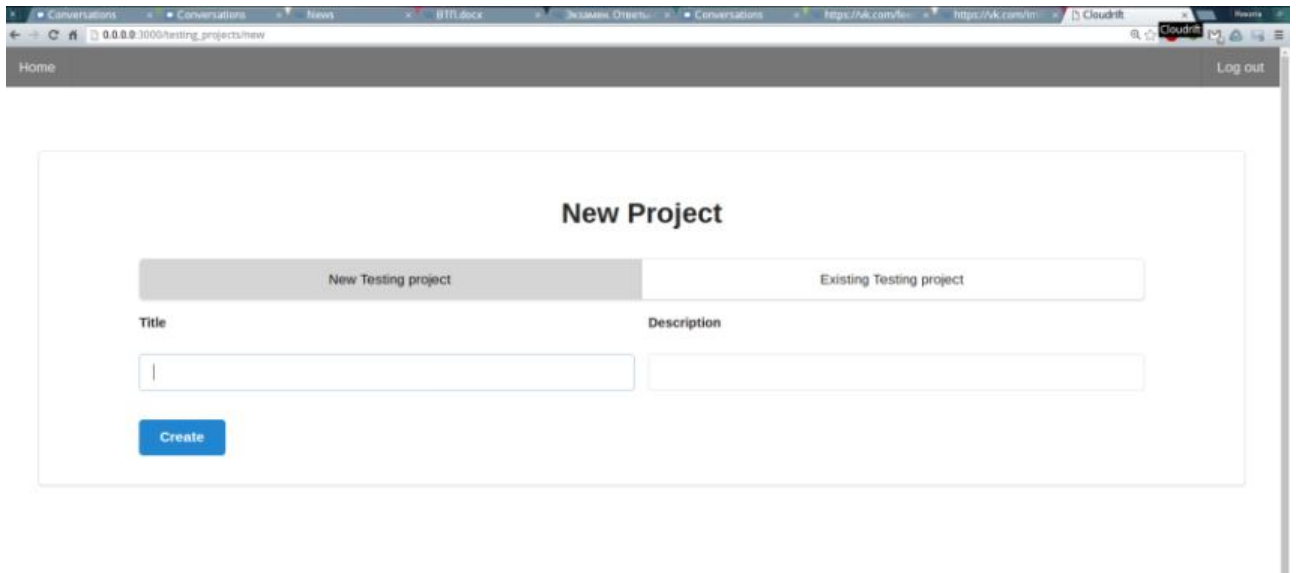 Conversations Conversations News БТП.docx Экзамен. Ответы Conversations https://vk.com/fe https://vk.com/im Cloudrift
0.0.0.0:3000/testing_projects/new
Cloudrift
Home Log out
New Project
New Testing project Existing Testing project
Title Description
Create